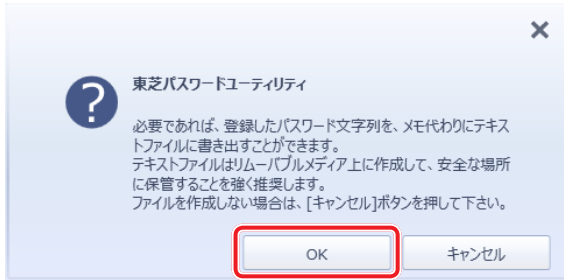 東芝パスワードユーティリティ
必要であれば、登録したパスワード文字列を、メモ代わりにテキス
トファイルに書き出すことができます。
テキストファイルはリムーバブルメディア上に作成して、安全な場所
に保管することを強く推奨します。
ファイルを作成しない場合は、[キャンセル]ボタンを押して下さい。
OK
キャンセル